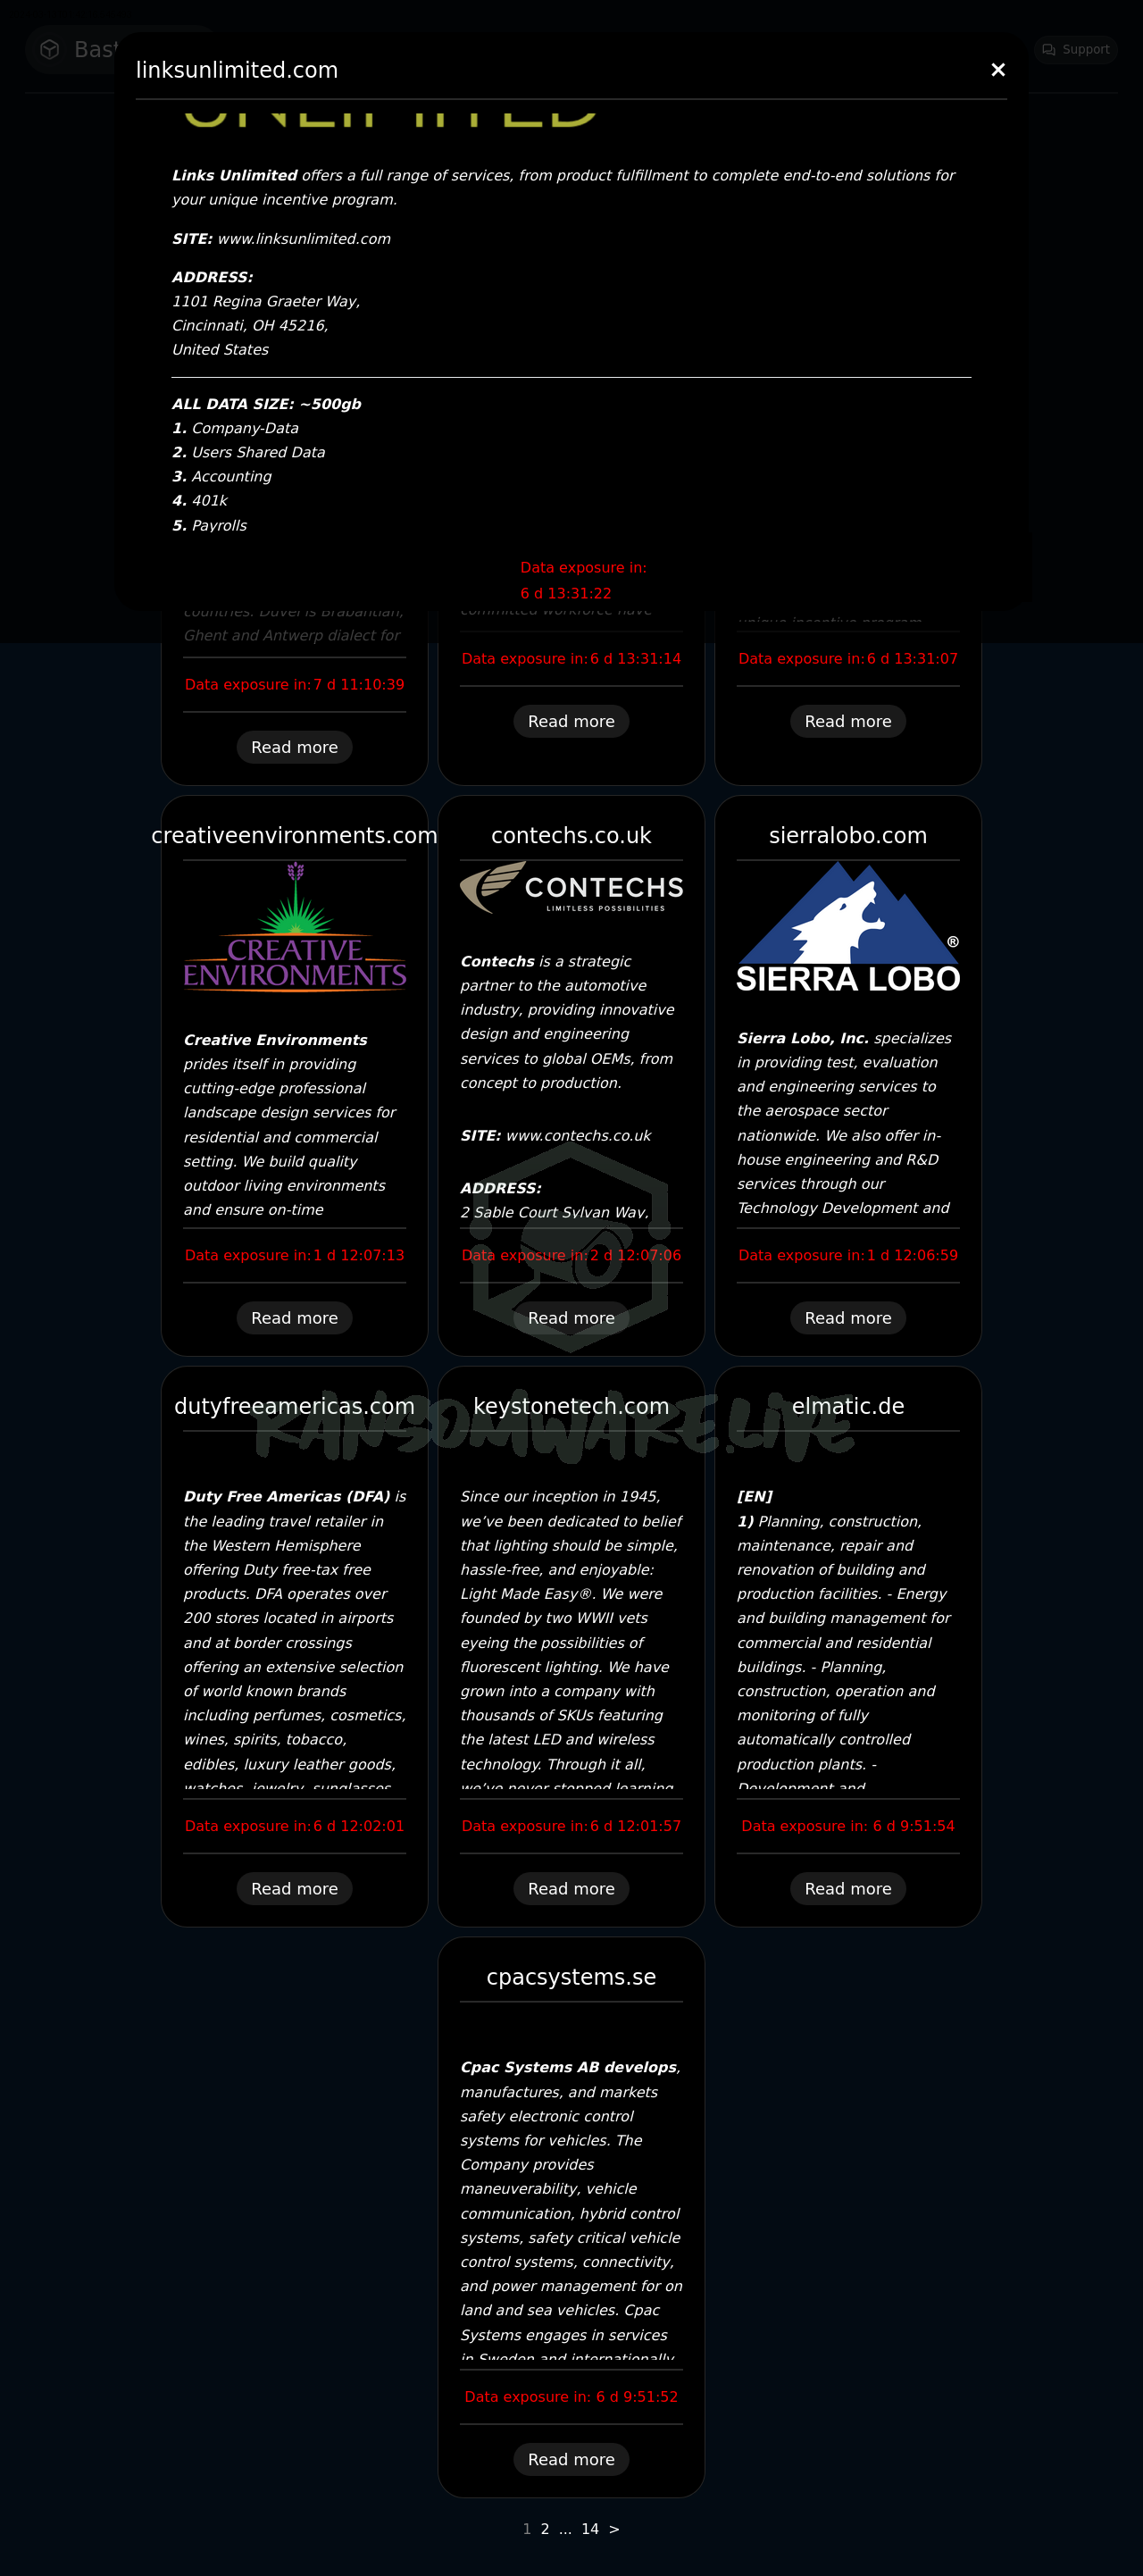 Bast
Support
linksunlimited.com
×
UNLIMITED
Links Unlimited offers a full range of services, from product fulfillment to complete end-to-end solutions for
your unique incentive program.
SITE: www.linksunlimited.com
ADDRESS:
1101 Regina Graeter Way,
Cincinnati, OH 45216,
United States
ALL DATA SIZE: ~500gb
1. Company-Data
2. Users Shared Data
3. Accounting
4. 401k
5. Payrolls
Data exposure in:
6 d 13:31:22
countries. Duvel is Brabantian,
Ghent and Antwerp dialect for
Data exposure in: 7 d 11:10:39
Read more
committed workforce have
Data exposure in: 6 d 13:31:14
Read more
unique incentive program
Data exposure in: 6 d 13:31:07
Read more
creativeenvironments.com
CREATIVE
ENVIRONMENTS
Creative Environments
prides itself in providing
cutting-edge professional
landscape design services for
residential and commercial
setting. We build quality
outdoor living environments
and ensure on-time
Data exposure in: 1 d 12:07:13
Read more
contechs.co.uk
CONTECHS
LIMITLESS POSSIBILITIES
Contechs is a strategic
partner to the automotive
industry, providing innovative
design and engineering
services to global OEMs, from
concept to production.
SITE: www.contechs.co.uk
ADDRESS:
2 Sable Court Sylvan Way,
Data exposure in: 2 d 12:07:06
Read more
sierralobo.com
®
SIERRA LOBO
Sierra Lobo, Inc. specializes
in providing test, evaluation
and engineering services to
the aerospace sector
nationwide. We also offer in-
house engineering and R&D
services through our
Technology Development and
Data exposure in: 1 d 12:06:59
Read more
RANSOMWARE.LIVE
dutyfreeamericas.com
Duty Free Americas (DFA) is
the leading travel retailer in
the Western Hemisphere
offering Duty free-tax free
products. DFA operates over
200 stores located in airports
and at border crossings
offering an extensive selection
of world known brands
including perfumes, cosmetics,
wines, spirits, tobacco,
edibles, luxury leather goods,
watches, jewelry, sunglasses
Data exposure in: 6 d 12:02:01
Read more
keystonetech.com
Since our inception in 1945,
we’ve been dedicated to belief
that lighting should be simple,
hassle-free, and enjoyable:
Light Made Easy®. We were
founded by two WWII vets
eyeing the possibilities of
fluorescent lighting. We have
grown into a company with
thousands of SKUs featuring
the latest LED and wireless
technology. Through it all,
we’ve never stopped learning
Data exposure in: 6 d 12:01:57
Read more
elmatic.de
[EN]
1) Planning, construction,
maintenance, repair and
renovation of building and
production facilities. - Energy
and building management for
commercial and residential
buildings. - Planning,
construction, operation and
monitoring of fully
automatically controlled
production plants. -
Development and
Data exposure in: 6 d 9:51:54
Read more
cpacsystems.se
Cpac Systems AB develops,
manufactures, and markets
safety electronic control
systems for vehicles. The
Company provides
maneuverability, vehicle
communication, hybrid control
systems, safety critical vehicle
control systems, connectivity,
and power management for on
land and sea vehicles. Cpac
Systems engages in services
in Sweden and internationally
Data exposure in: 6 d 9:51:52
Read more
1 2 ... 14 >